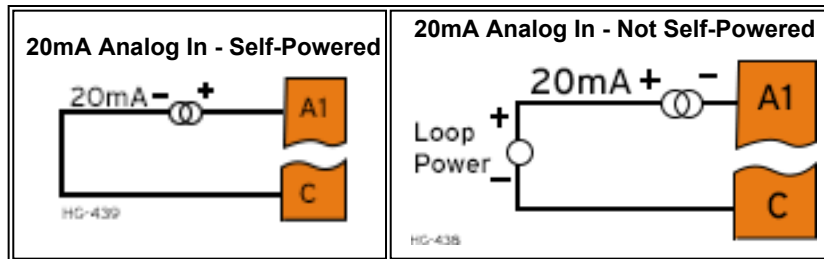 20mA Analog In - Self-Powered
20mA - +
A1
C
HG-439
20mA Analog In - Not Self-Powered
20mA + -
A1
+
Loop
Power
-
C
HG-438